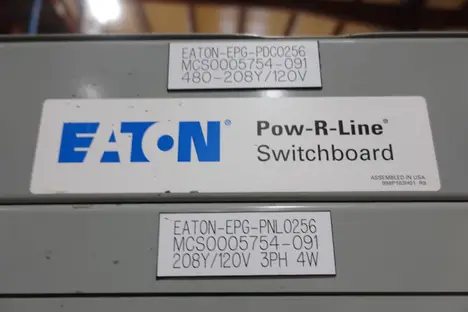 EATON-EPG-PDC0256
MCS0005754-091
480-208Y/120V
EATON® Pow-R-Line®
Switchboard
ASSEMBLED IN USA
EATON-EPG-PNL0256
MCS0005754-091
208Y/120V 3PH 4W